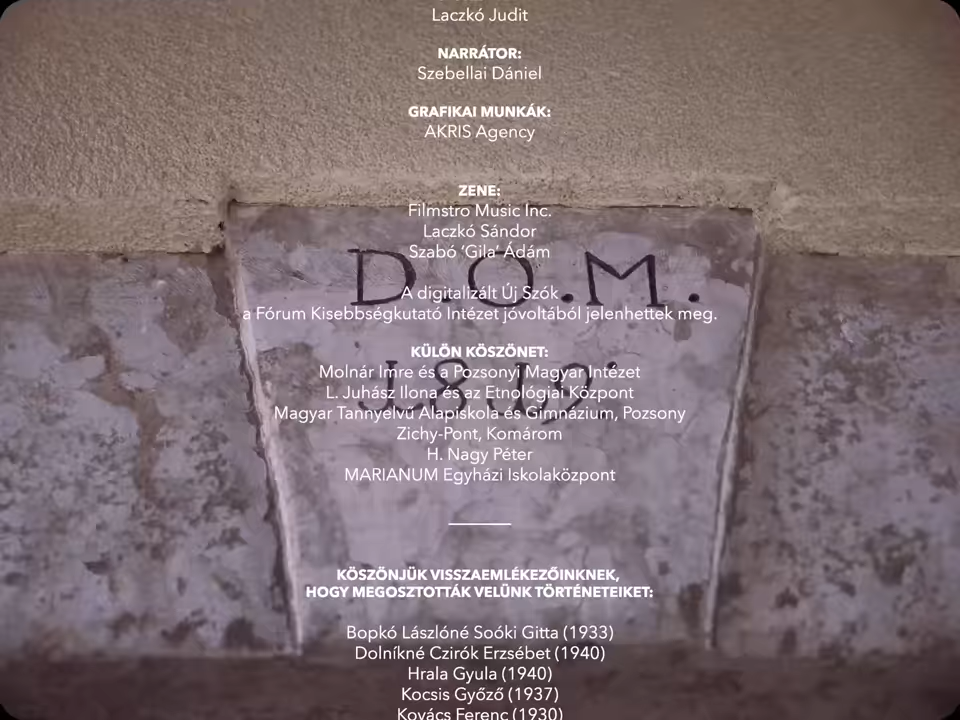 Laczkó Judit
NARRÁTOR:
Szebellai Dániel
GRAFIKAI MUNKÁK:
AKRIS Agency
ZENE:
Filmstro Music Inc.
Laczkó Sándor
Szabó ‘Gila’ Ádám
D.O.M.
A digitalizált Új Szók
a Fórum Kisebbségkutató Intézet jóvoltából jelenhettek meg.
KÜLÖN KÖSZÖNET:
Molnár Imre és a Pozsonyi Magyar Intézet
L. Juhász Ilona és az Etnológiai Központ
Magyar Tannyelvű Alapiskola és Gimnázium, Pozsony
Zichy-Pont, Komárom
H. Nagy Péter
MARIANUM Egyházi Iskolaközpont
KÖSZÖNJÜK VISSZAEMLÉKEZŐINKNEK,
HOGY MEGOSZTOTTÁK VELÜNK TÖRTÉNETEIKET:
Bopkó Lászlóné Soóki Gitta (1933)
Dolníkné Czirók Erzsébet (1940)
Hrala Gyula (1940)
Kocsis Győző (1937)
Kovács Ferenc (1930)